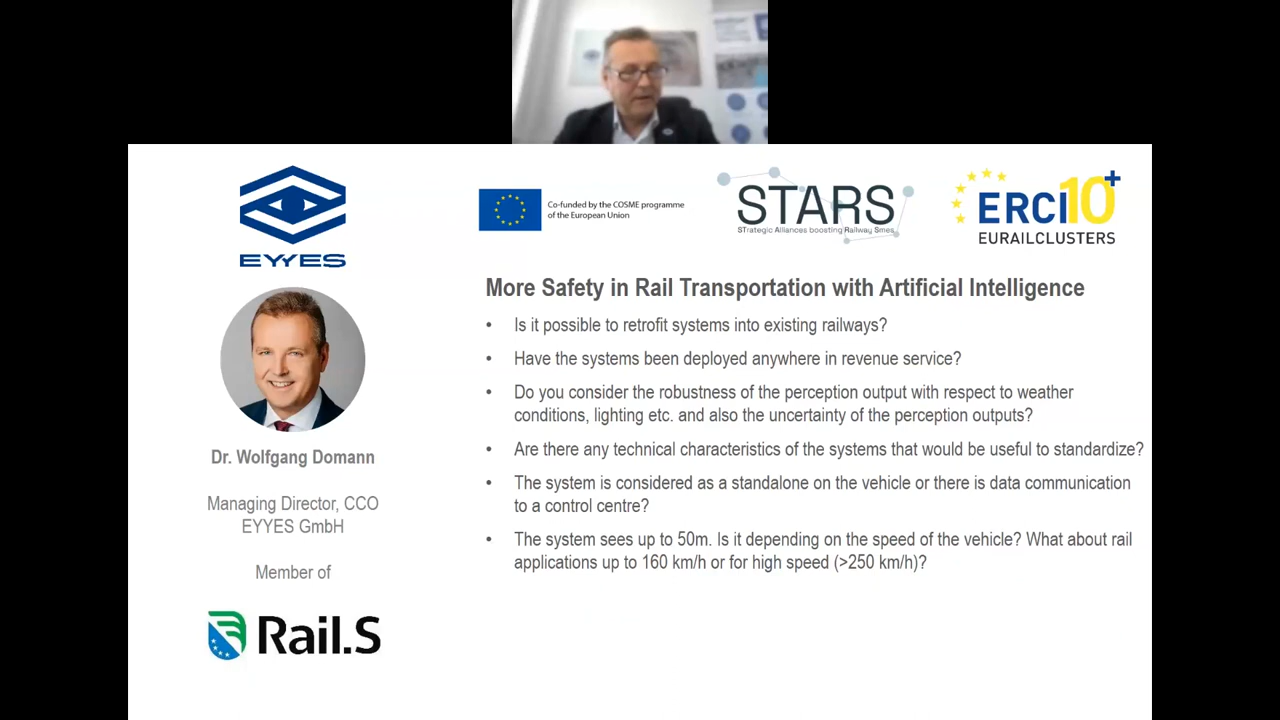 EYYES
Co-funded by the COSME programme
of the European Union
STARS
STrategic Alliances boosting Railway Smes
ERCI10+
EURAILCLUSTERS
More Safety in Rail Transportation with Artificial Intelligence
• Is it possible to retrofit systems into existing railways?
• Have the systems been deployed anywhere in revenue service?
• Do you consider the robustness of the perception output with respect to weather
conditions, lighting etc. and also the uncertainty of the perception outputs?
• Are there any technical characteristics of the systems that would be useful to standardize?
• The system is considered as a standalone on the vehicle or there is data communication
to a control centre?
• The system sees up to 50m. Is it depending on the speed of the vehicle? What about rail
applications up to 160 km/h or for high speed (>250 km/h)?
Dr. Wolfgang Domann
Managing Director, CCO
EYYES GmbH
Member of
Rail.S